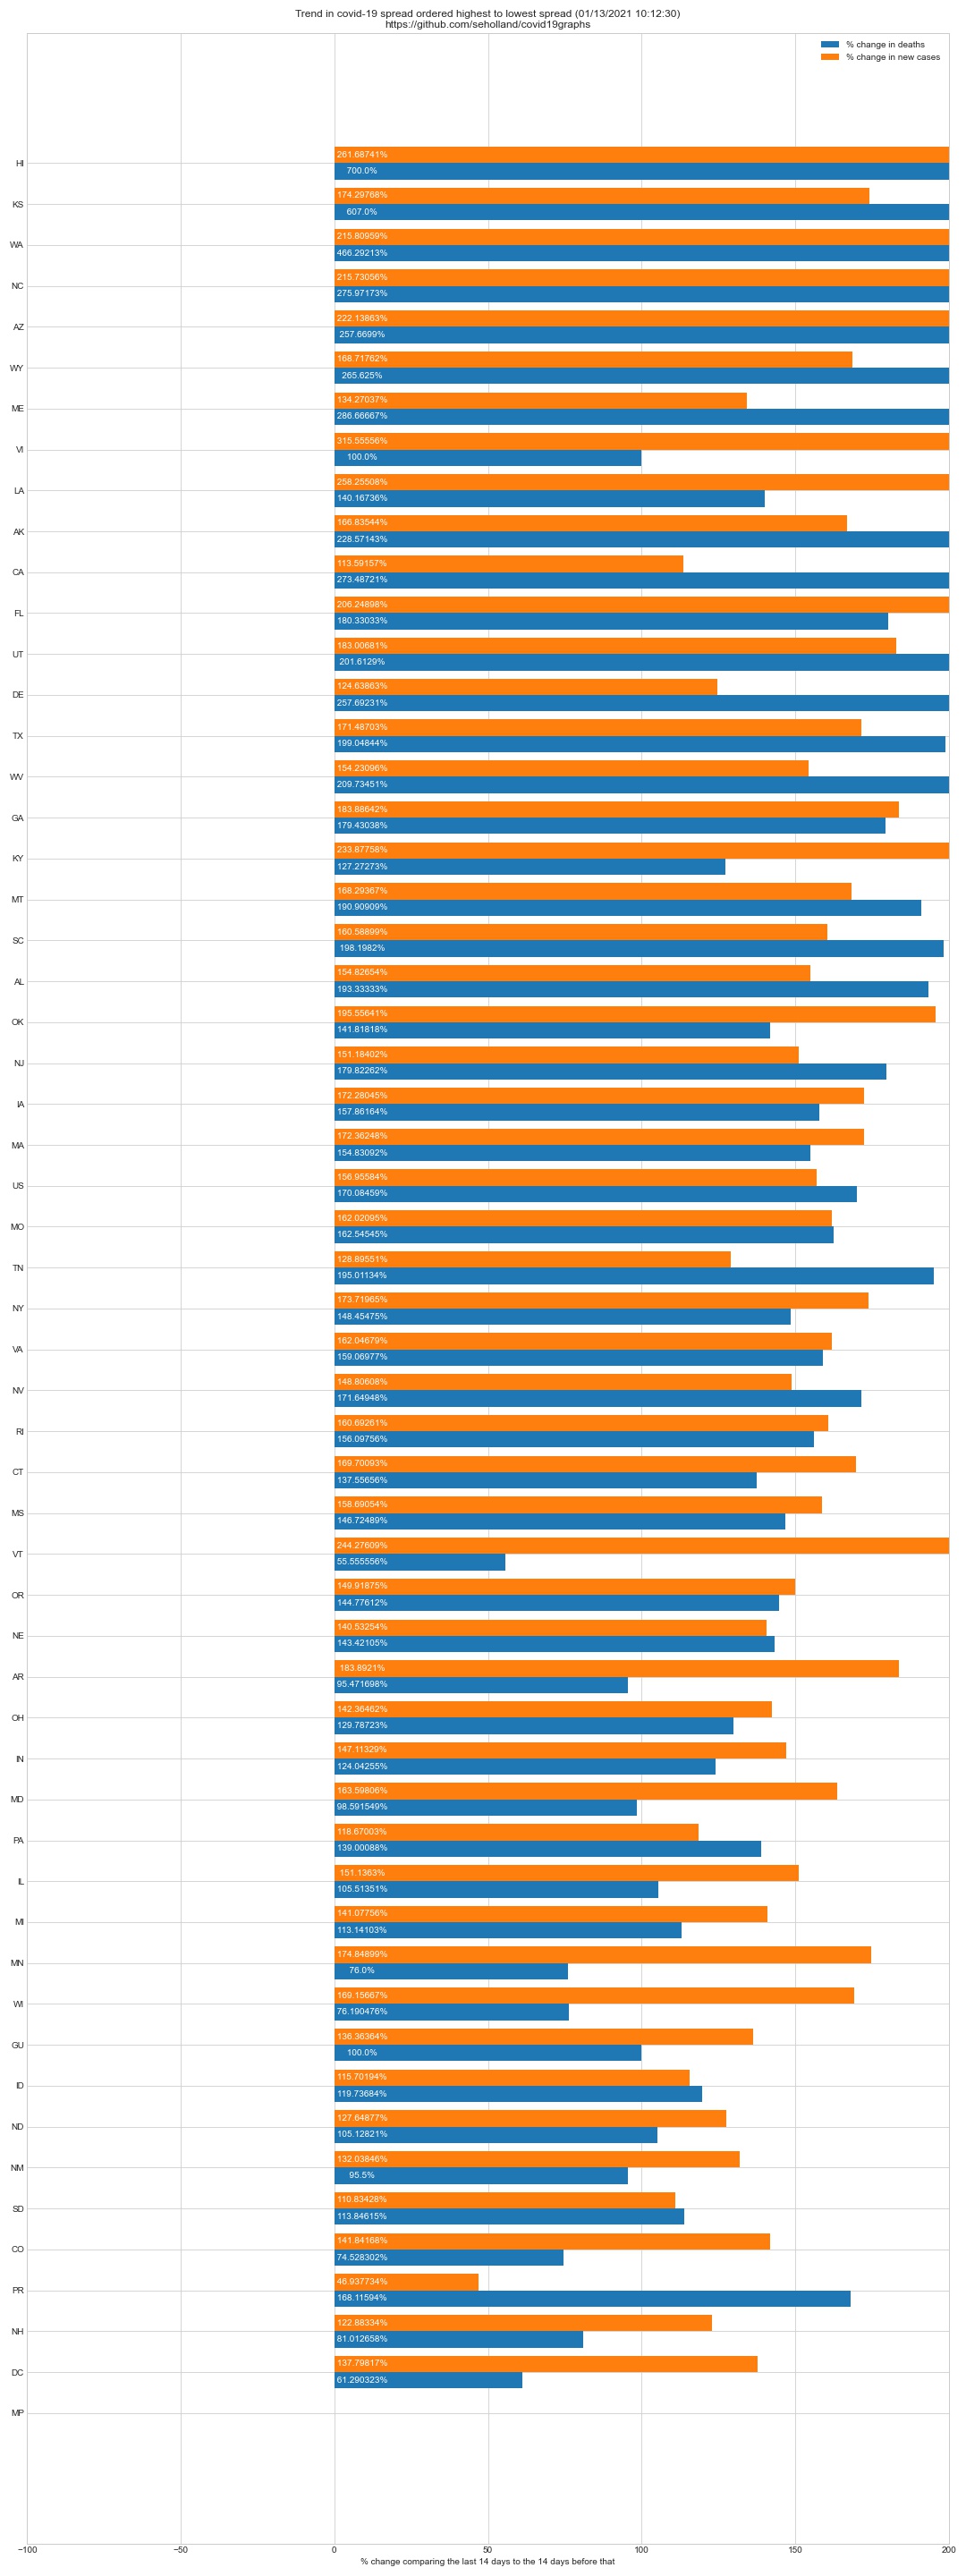 Trend in covid-19 spread ordered highest to lowest spread (01/13/2021 10:12:30)
https://github.com/seholland/covid19graphs
% change in deaths
% change in new cases
261.68741%
HI
700.0%
174.29768%
KS
607.0%
215.80959%
WA
466.29213%
215.73056%
NC
275.97173%
222.13863%
AZ
257.6699%
168.71762%
WY
265.625%
134.27037%
ME
286.66667%
315.55556%
VI
100.0%
258.25508%
LA
140.16736%
166.83544%
AK
228.57143%
113.59157%
CA
273.48721%
206.24898%
FL
180.33033%
183.00681%
UT
201.6129%
124.63863%
DE
257.69231%
171.48703%
TX
199.04844%
154.23096%
WV
209.73451%
183.88642%
GA
179.43038%
233.87758%
KY
127.27273%
168.29367%
MT
190.90909%
160.58899%
SC
198.1982%
154.82654%
AL
193.33333%
195.55641%
OK
141.81818%
151.18402%
NJ
179.82262%
172.28045%
IA
157.86164%
172.36248%
MA
154.83092%
156.95584%
US
170.08459%
162.02095%
MO
162.54545%
128.89551%
TN
195.01134%
173.71965%
NY
148.45475%
162.04679%
VA
159.06977%
148.80608%
NV
171.64948%
160.69261%
RI
156.09756%
169.70093%
CT
137.55656%
158.69054%
MS
146.72489%
244.27609%
VT
55.555556%
149.91875%
OR
144.77612%
140.53254%
NE
143.42105%
183.8921%
AR
95.471698%
142.36462%
OH
129.78723%
147.11329%
IN
124.04255%
163.59806%
MD
98.591549%
118.67003%
PA
139.00088%
151.1363%
IL
105.51351%
141.07756%
MI
113.14103%
174.84899%
MN
76.0%
169.15667%
WI
76.190476%
136.36364%
GU
100.0%
115.70194%
ID
119.73684%
127.64877%
ND
105.12821%
132.03846%
NM
95.5%
110.83428%
SD
113.84615%
141.84168%
CO
74.528302%
46.937734%
PR
168.11594%
122.88334%
NH
81.012658%
137.79817%
DC
61.290323%
MP
−100 −50 0 50 100 150 200
% change comparing the last 14 days to the 14 days before that